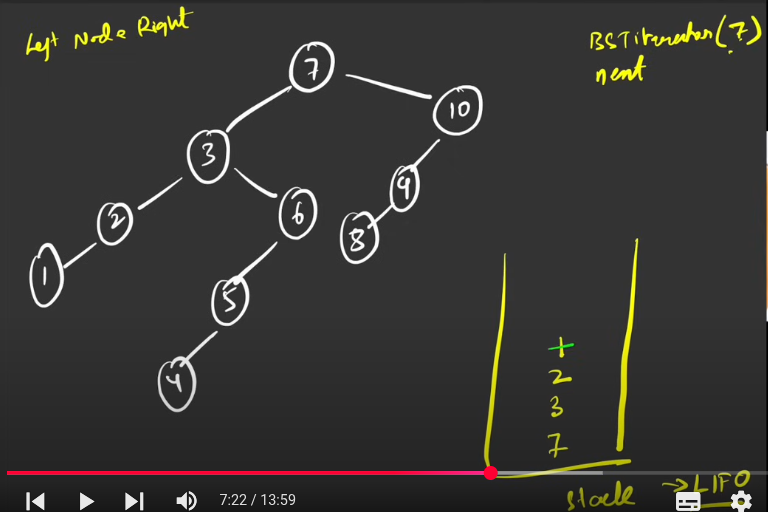 Left Node Right
BSTiterator(7)
next
7
10
3
9
2
6
8
1
5
4
1
2
3
7
Stack → LIFO
7:22 / 13:59